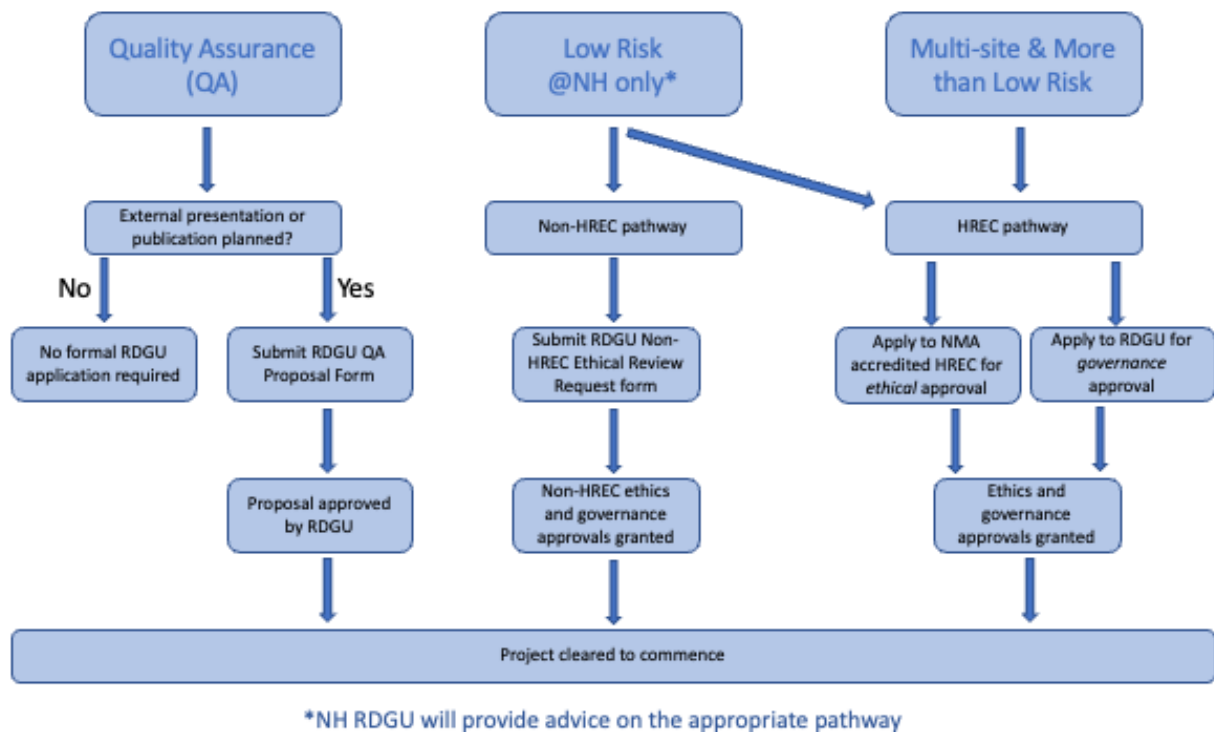 Quality Assurance
(QA)
Low Risk
@NH only*
Multi-site & More
than Low Risk
External presentation or
publication planned?
Non-HREC pathway
HREC pathway
No
Yes
No formal RDGU
application required
Submit RDGU QA
Proposal Form
Submit RDGU Non-
HREC Ethical Review
Request form
Apply to NMA
accredited HREC for
ethical approval
Apply to RDGU for
governance
approval
Proposal approved
by RDGU
Non-HREC ethics
and governance
approvals granted
Ethics and
governance
approvals granted
Project cleared to commence
*NH RDGU will provide advice on the appropriate pathway